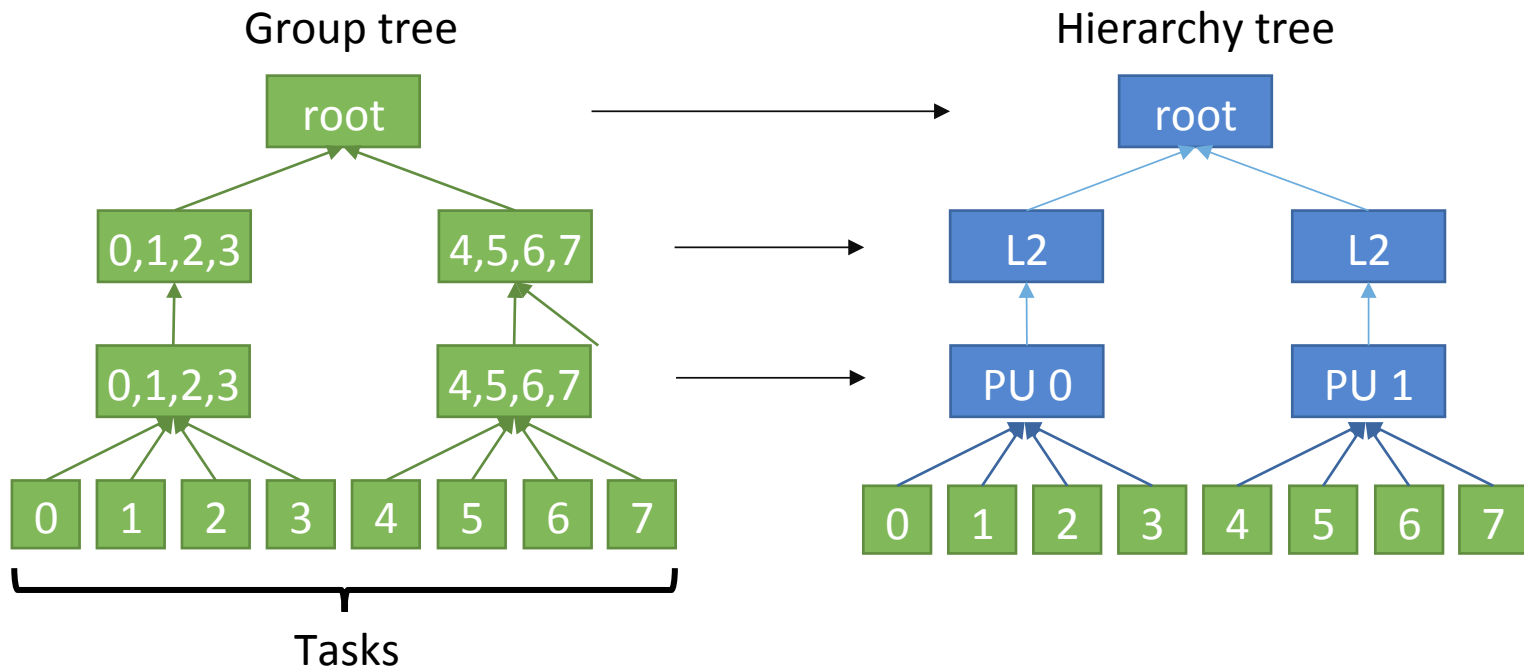 Group tree
Hierarchy tree
root
root
0,1,2,3
4,5,6,7
L2
L2
0,1,2,3
4,5,6,7
PU 0
PU 1
0 1 2 3 4 5 6 7
0 1 2 3 4 5 6 7
Tasks